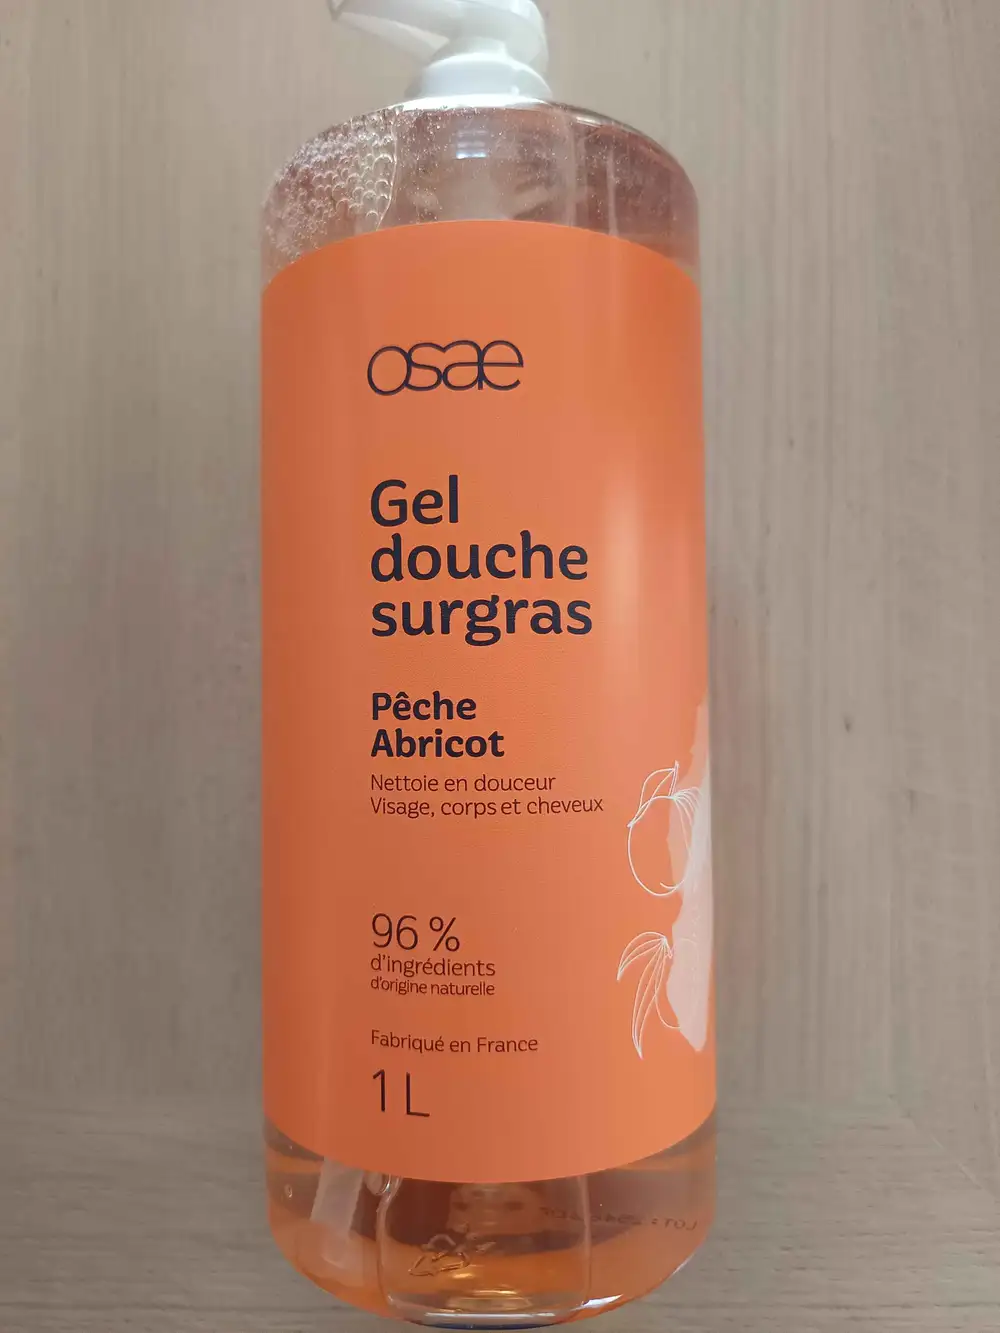 osae
Gel
douche
surgras
Pêche
Abricot
Nettoie en douceur
Visage, corps et cheveux
96 %
d'ingrédients
d'origine naturelle
Fabriqué en France
1 L